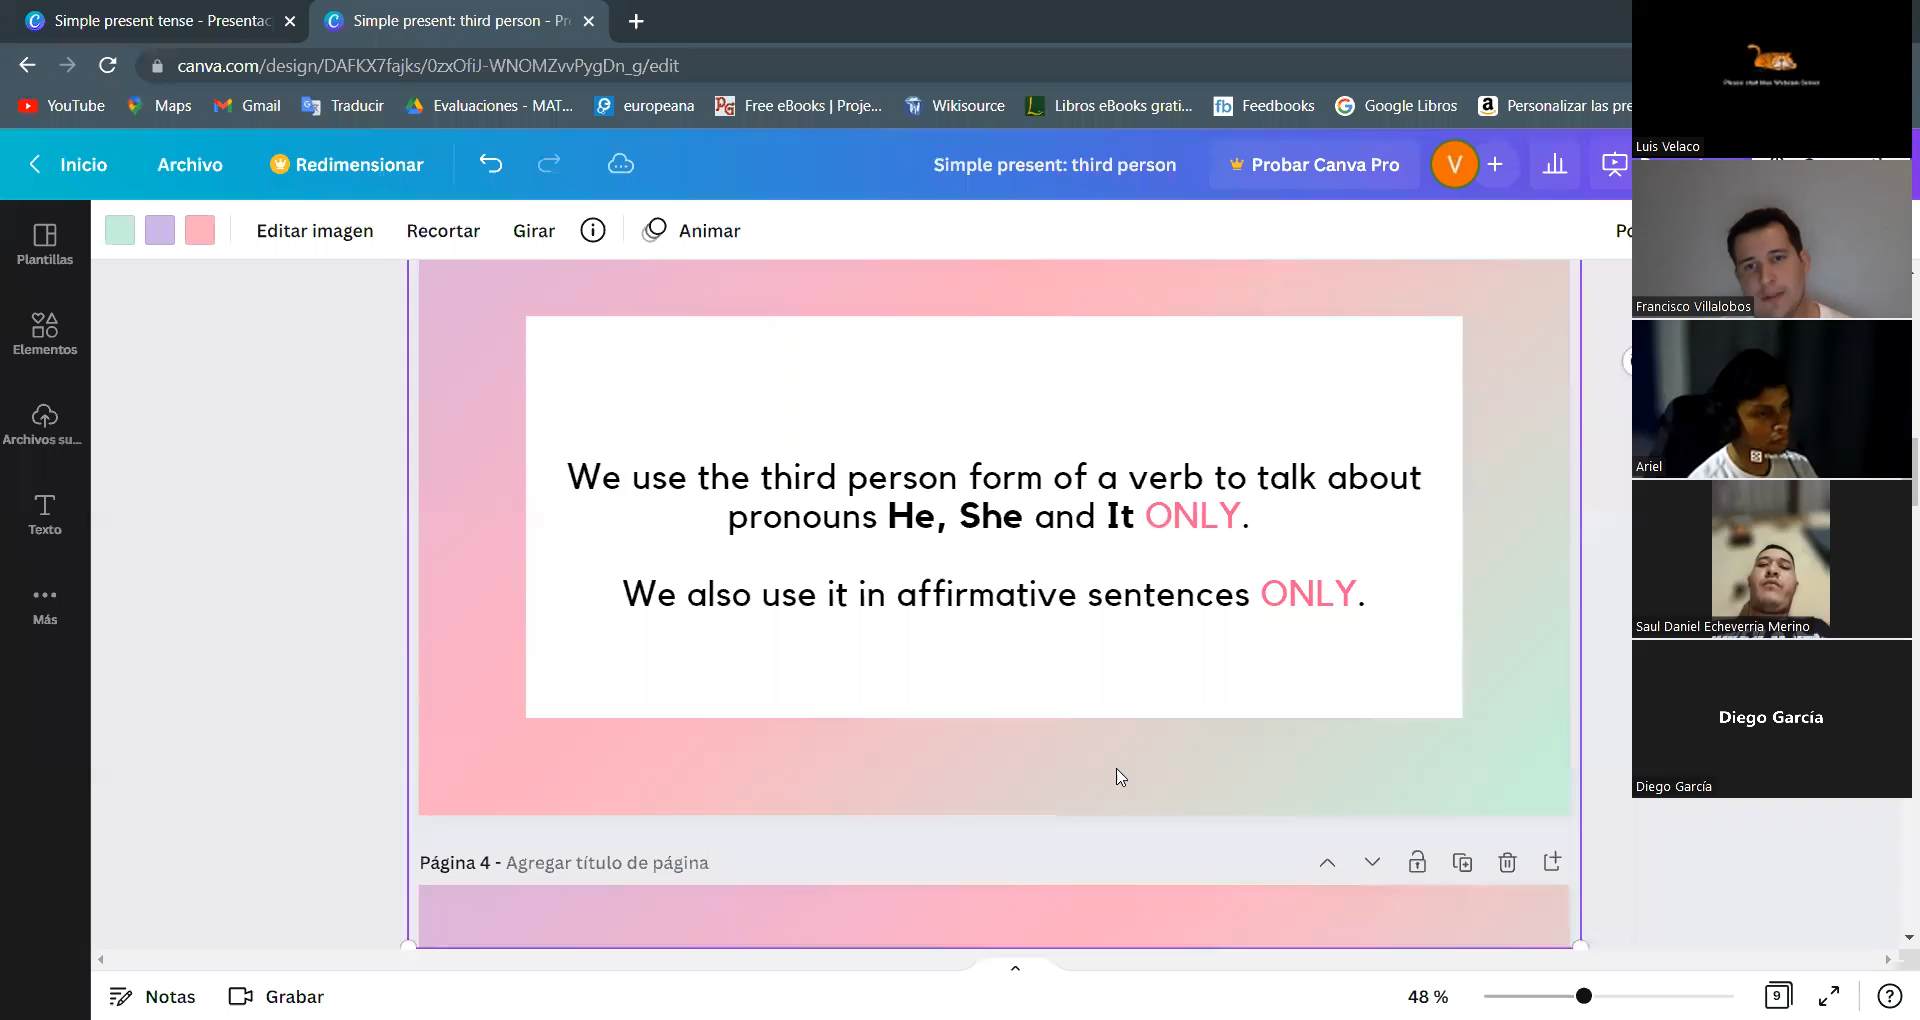 Simple present tense - Presentac
Simple present: third person - Pr
canva.com/design/DAFKX7fajks/0zxOfiJ-WNOMZvvPygDn_g/edit
YouTube
Maps
Gmail
Traducir
Evaluaciones - MAT...
europeana
Free eBooks | Proje...
Wikisource
Libros eBooks grati...
Feedbooks
Google Libros
Personalizar las pre
Inicio
Archivo
Redimensionar
Simple present: third person
Probar Canva Pro
V
Editar imagen
Recortar
Girar
Animar
Po
Plantillas
Elementos
Archivos su...
Texto
Más
We use the third person form of a verb to talk about
pronouns He, She and It ONLY.
We also use it in affirmative sentences ONLY.
Página 4 - Agregar título de página
Notas
Grabar
48 %
9
Luis Velaco
Francisco Villalobos
Ariel
Saul Daniel Echeverria Merino
Diego García
Diego García